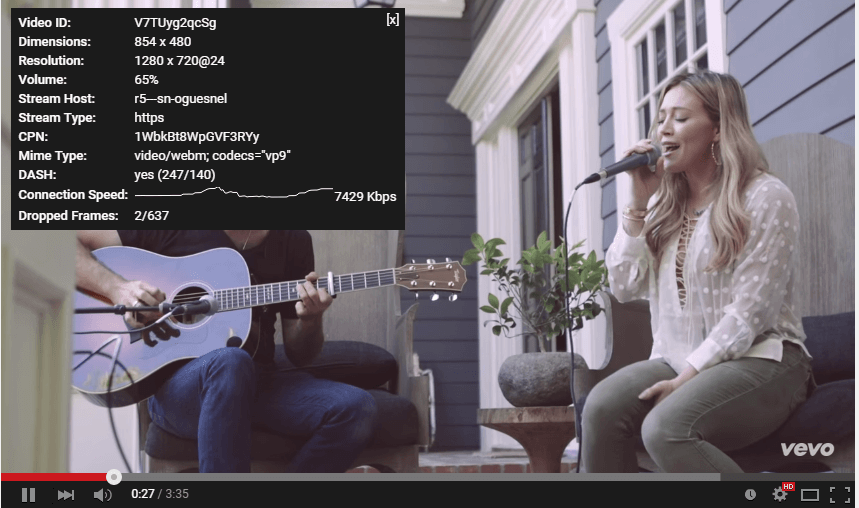 Video ID: V7TUyg2qcSg [x]
Dimensions: 854 x 480
Resolution: 1280 x 720@24
Volume: 65%
Stream Host: r5---sn-oguesnel
Stream Type: https
CPN: 1WbkBt8WpGVF3RYy
Mime Type: video/webm; codecs="vp9"
DASH: yes (247/140)
Connection Speed: 7429 Kbps
Dropped Frames: 2/637
vevo
0:27 / 3:35 HD